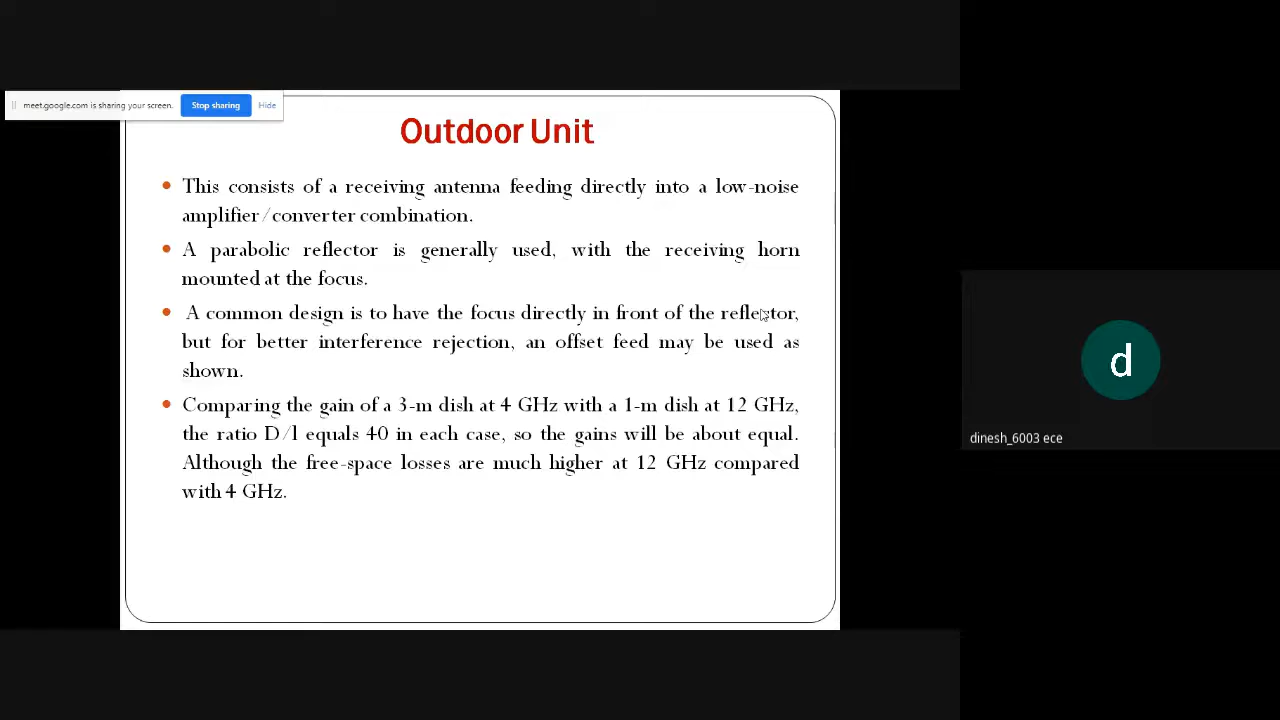 meet.google.com is sharing your screen. Stop sharing Hide
Outdoor Unit
• This consists of a receiving antenna feeding directly into a low-noise
amplifier/converter combination.
• A parabolic reflector is generally used, with the receiving horn
mounted at the focus.
• A common design is to have the focus directly in front of the reflector,
but for better interference rejection, an offset feed may be used as
shown.
• Comparing the gain of a 3-m dish at 4 GHz with a 1-m dish at 12 GHz,
the ratio D/l equals 40 in each case, so the gains will be about equal.
Although the free-space losses are much higher at 12 GHz compared
with 4 GHz.
d
dinesh_6003 ece